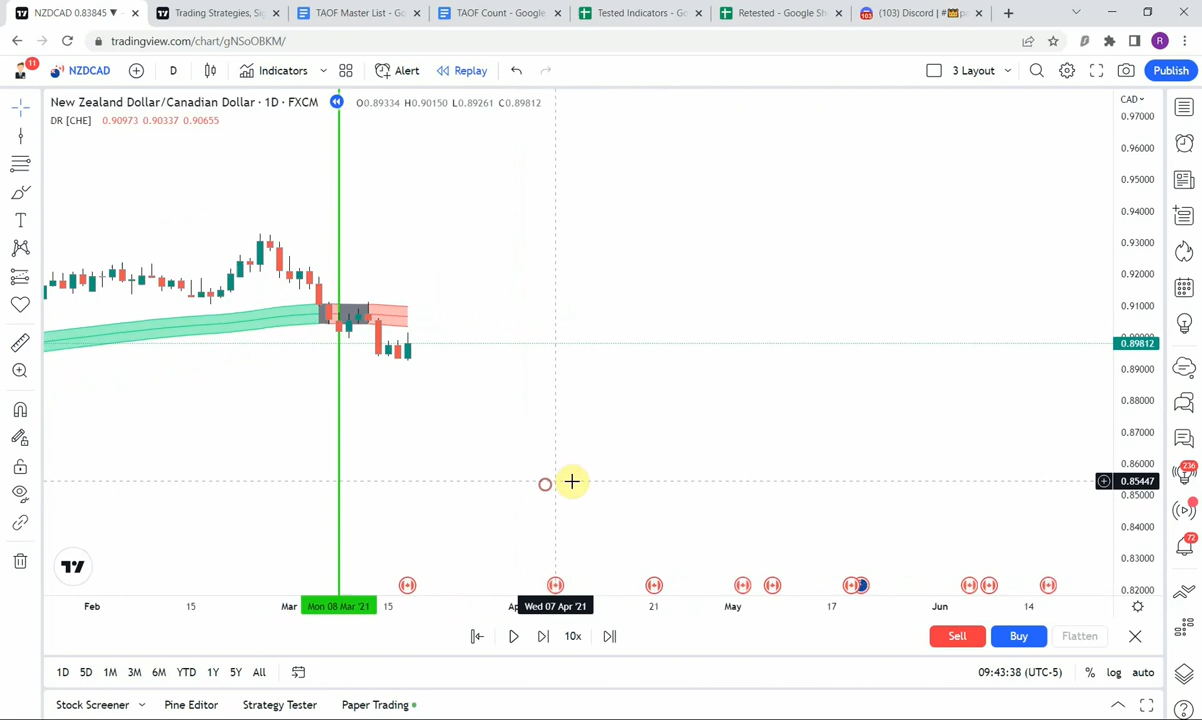 NZDCAD 0.83845 ▼
Trading Strategies, Si
TAOF Master List - Go
TAOF Count - Google
Tested Indicators - Go
Retested - Google Sh
(103) Discord | #
tradingview.com/chart/gNSoOBKM/
R
11
NZDCAD
D
Indicators
Alert
Replay
3 Layout
Publish
New Zealand Dollar/Canadian Dollar · 1D · FXCM
O0.89334 H0.90150 L0.89261 C0.89812
DR [CHE] 0.90973 0.90337 0.90655
CAD
0.97000
0.96000
0.95000
0.94000
0.93000
0.92000
0.91000
0.89812
0.89000
0.88000
0.87000
0.86000
0.85447
0.85000
0.84000
0.83000
0.82000
236
72
Feb
15
Mar
Mon 08 Mar '21
15
Wed 07 Apr '21
21
May
17
Jun
14
10x
Sell
Buy
Flatten
1D 5D 1M 3M 6M YTD 1Y 5Y All
09:43:38 (UTC-5)
% log auto
Stock Screener
Pine Editor
Strategy Tester
Paper Trading